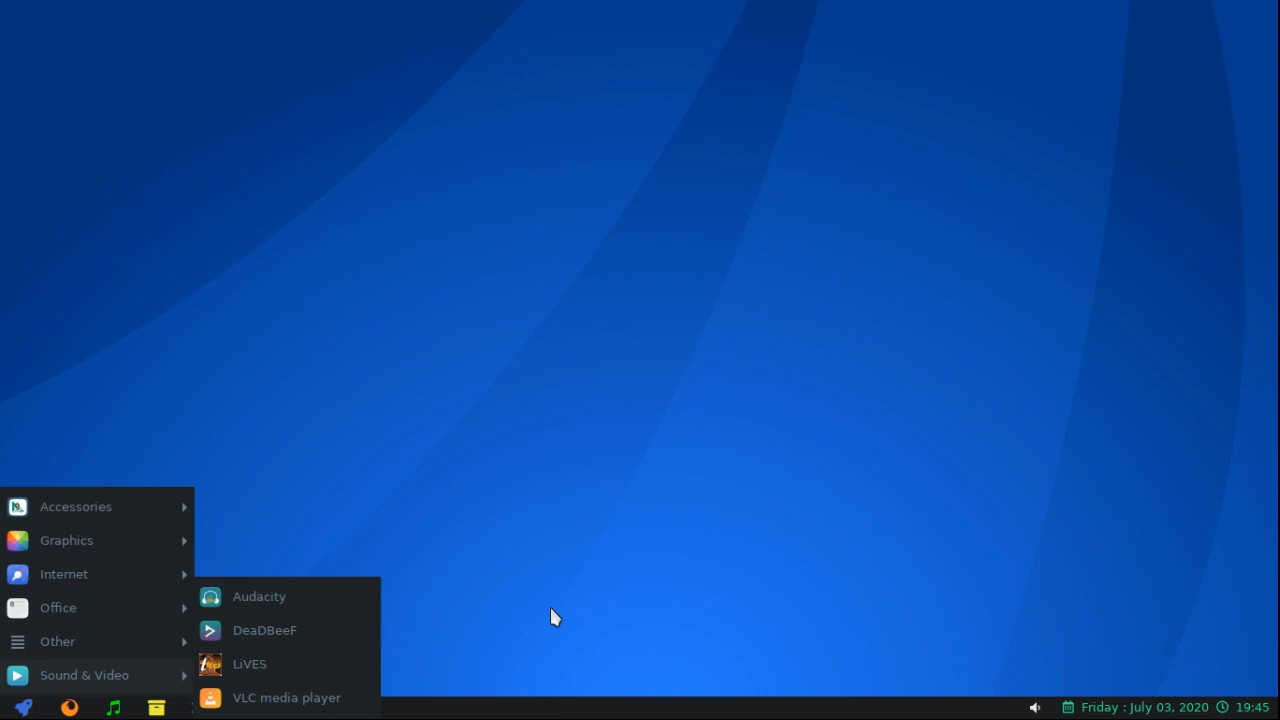 Accessories
Graphics
Internet
Office
Other
Sound & Video
Audacity
DeaDBeeF
LiVES
VLC media player
Friday : July 03, 2020 19:45